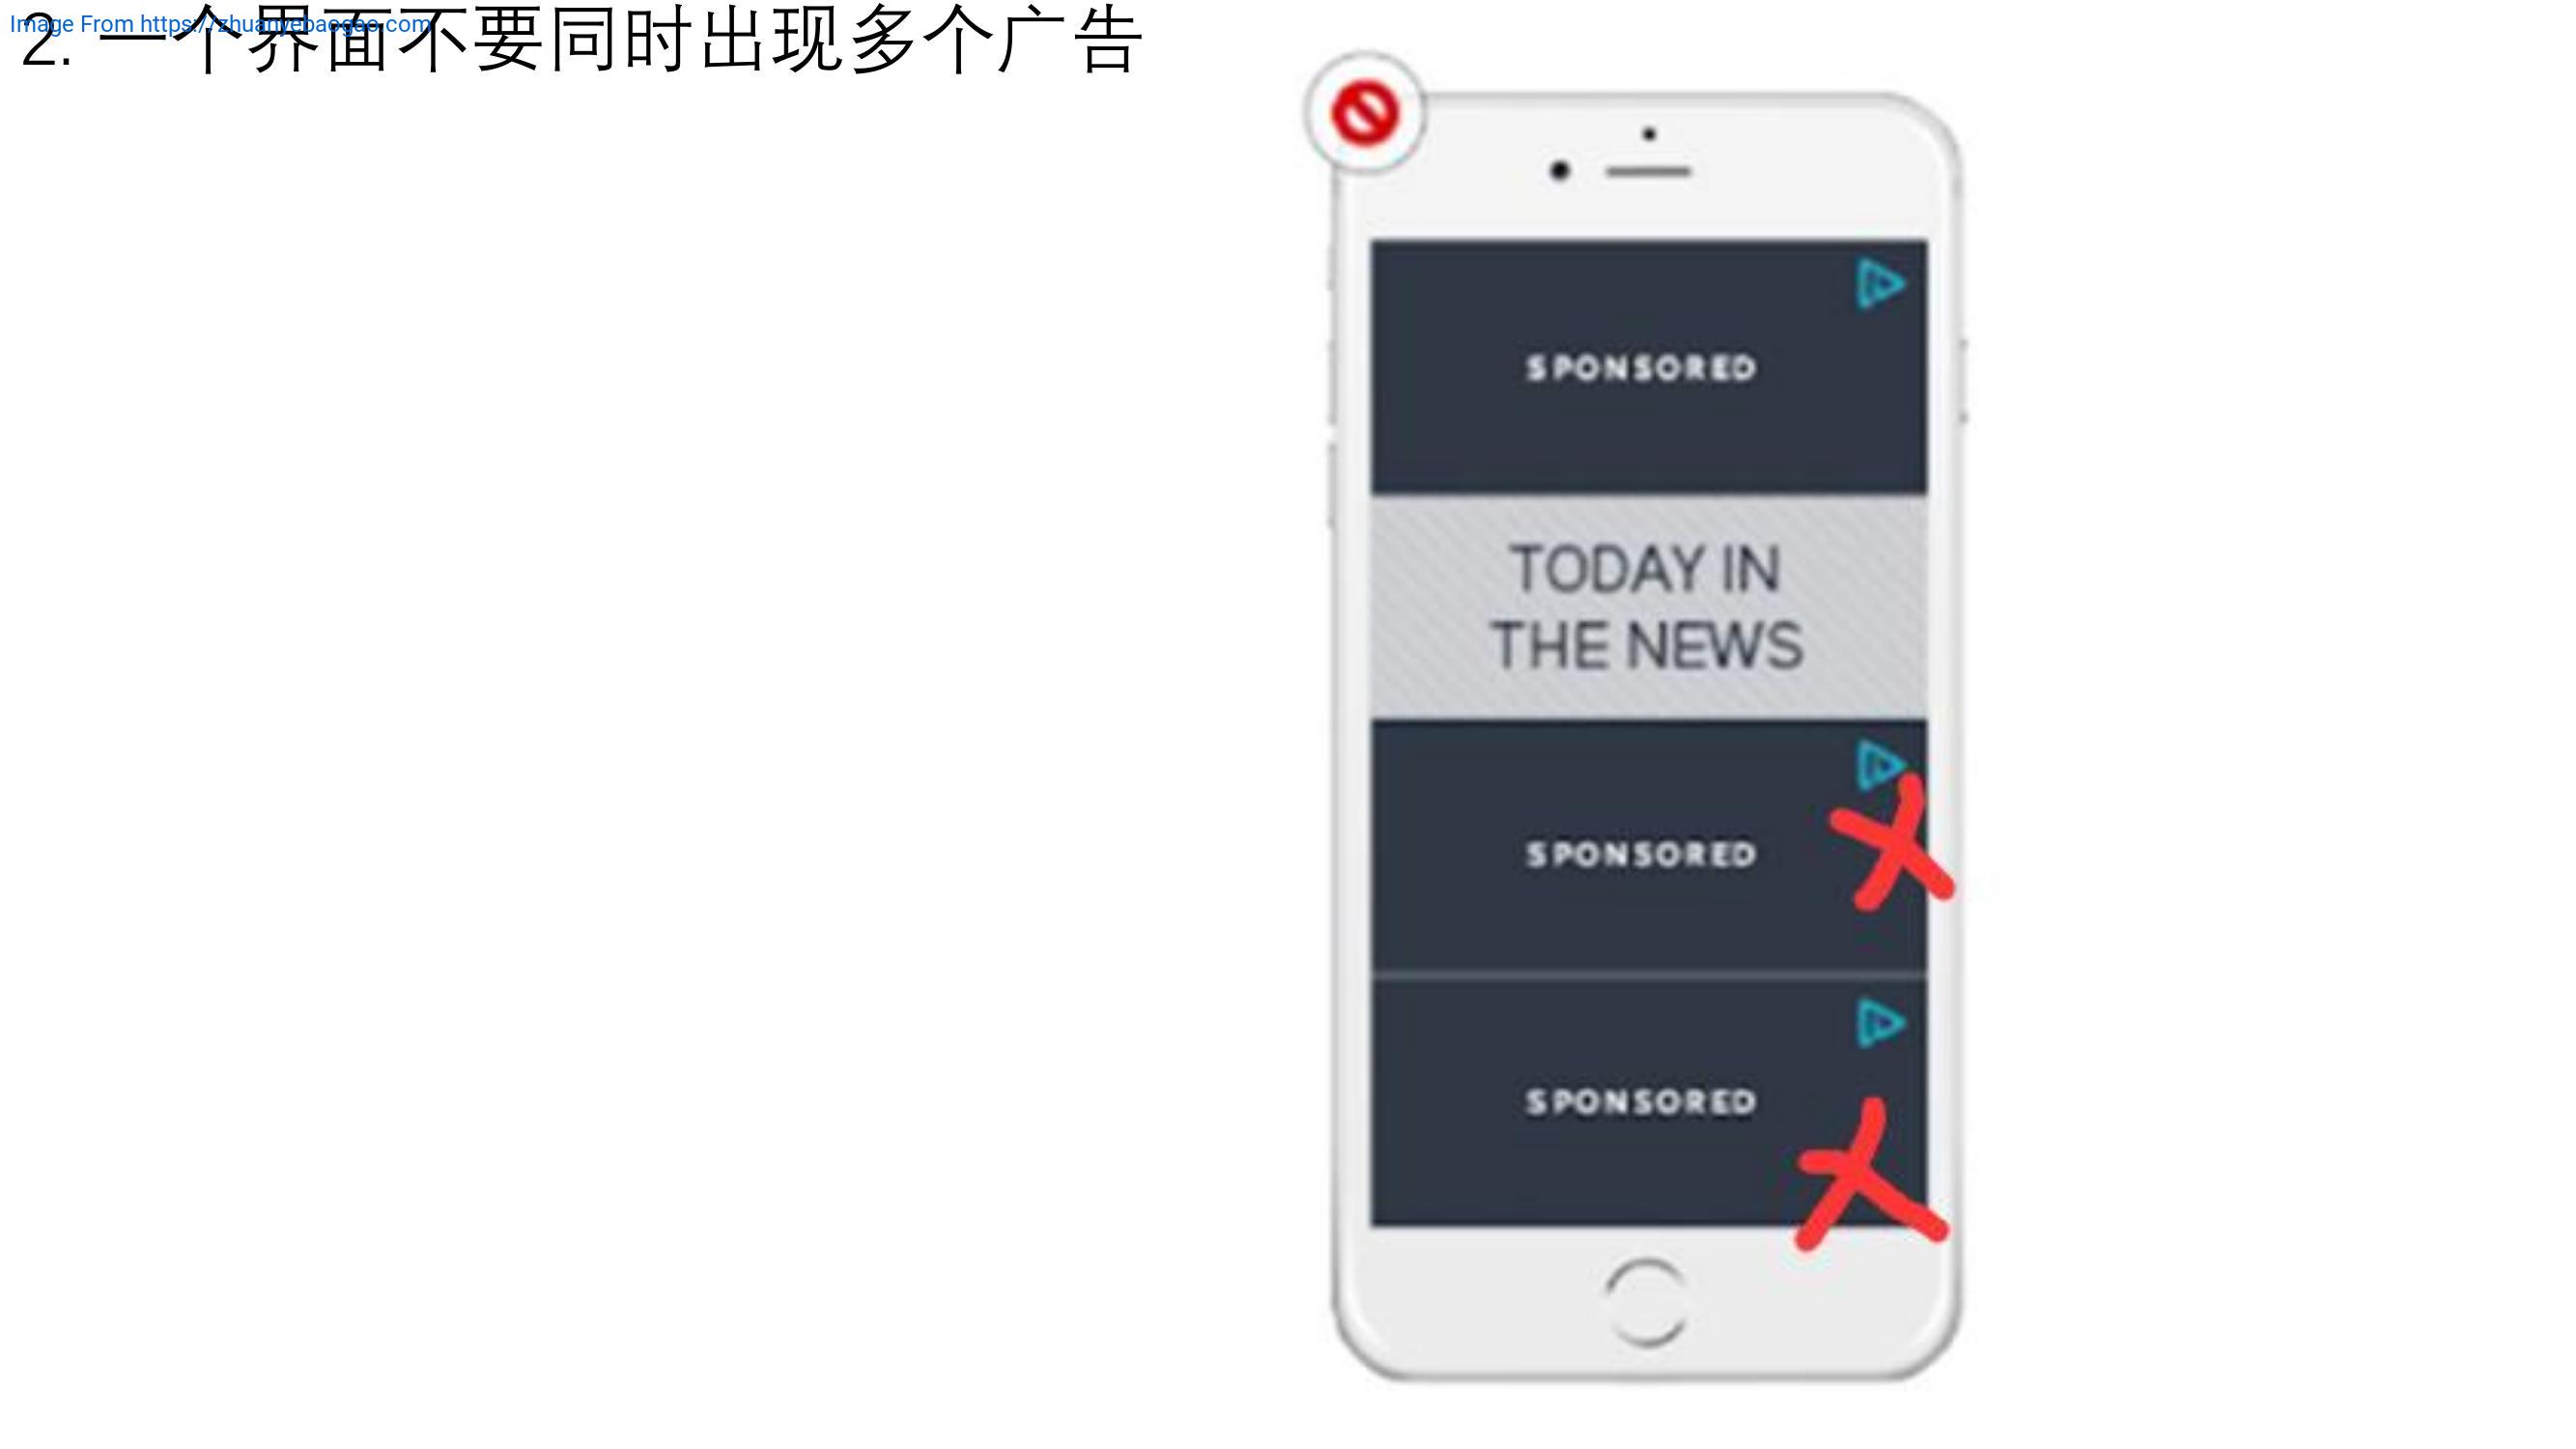 Image From https://zhuanyebaogao.com
2. 一个界面不要同时出现多个广告
SPONSORED
TODAY IN
THE NEWS
SPONSORED
SPONSORED